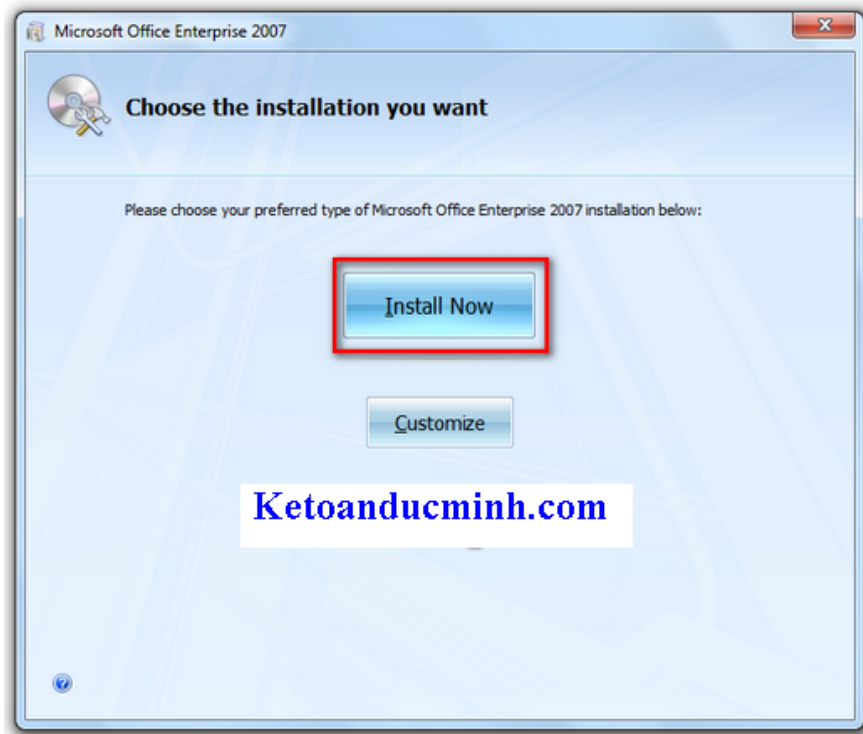 Microsoft Office Enterprise 2007
Choose the installation you want
Please choose your preferred type of Microsoft Office Enterprise 2007 installation below:
Install Now
Customize
Ketoanducminh.com